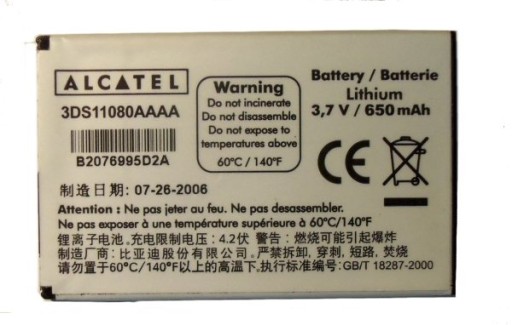 ALCATEL
3DS11080AAAA
B2076995D2A
Warning
Do not incinerate
Do not disassemble
Do not expose to
temperatures above
60°C / 140°F
Battery / Batterie
Lithium
3,7 V / 650 mAh
CE
制造日期: 07-26-2006
Attention : Ne pas jeter au feu. Ne pas desassembler.
Ne pas exposer à une température supérieure à 60°C/140°F
锂离子电池。充电限制电压：4.2伏 警告：燃烧可能引起爆炸
制造厂商：比亚迪股份有限公司。严禁拆卸，穿刺，短路，焚烧
请勿置于60°C/140°F以上的高温下。执行标准编号:GB/T 18287-2000